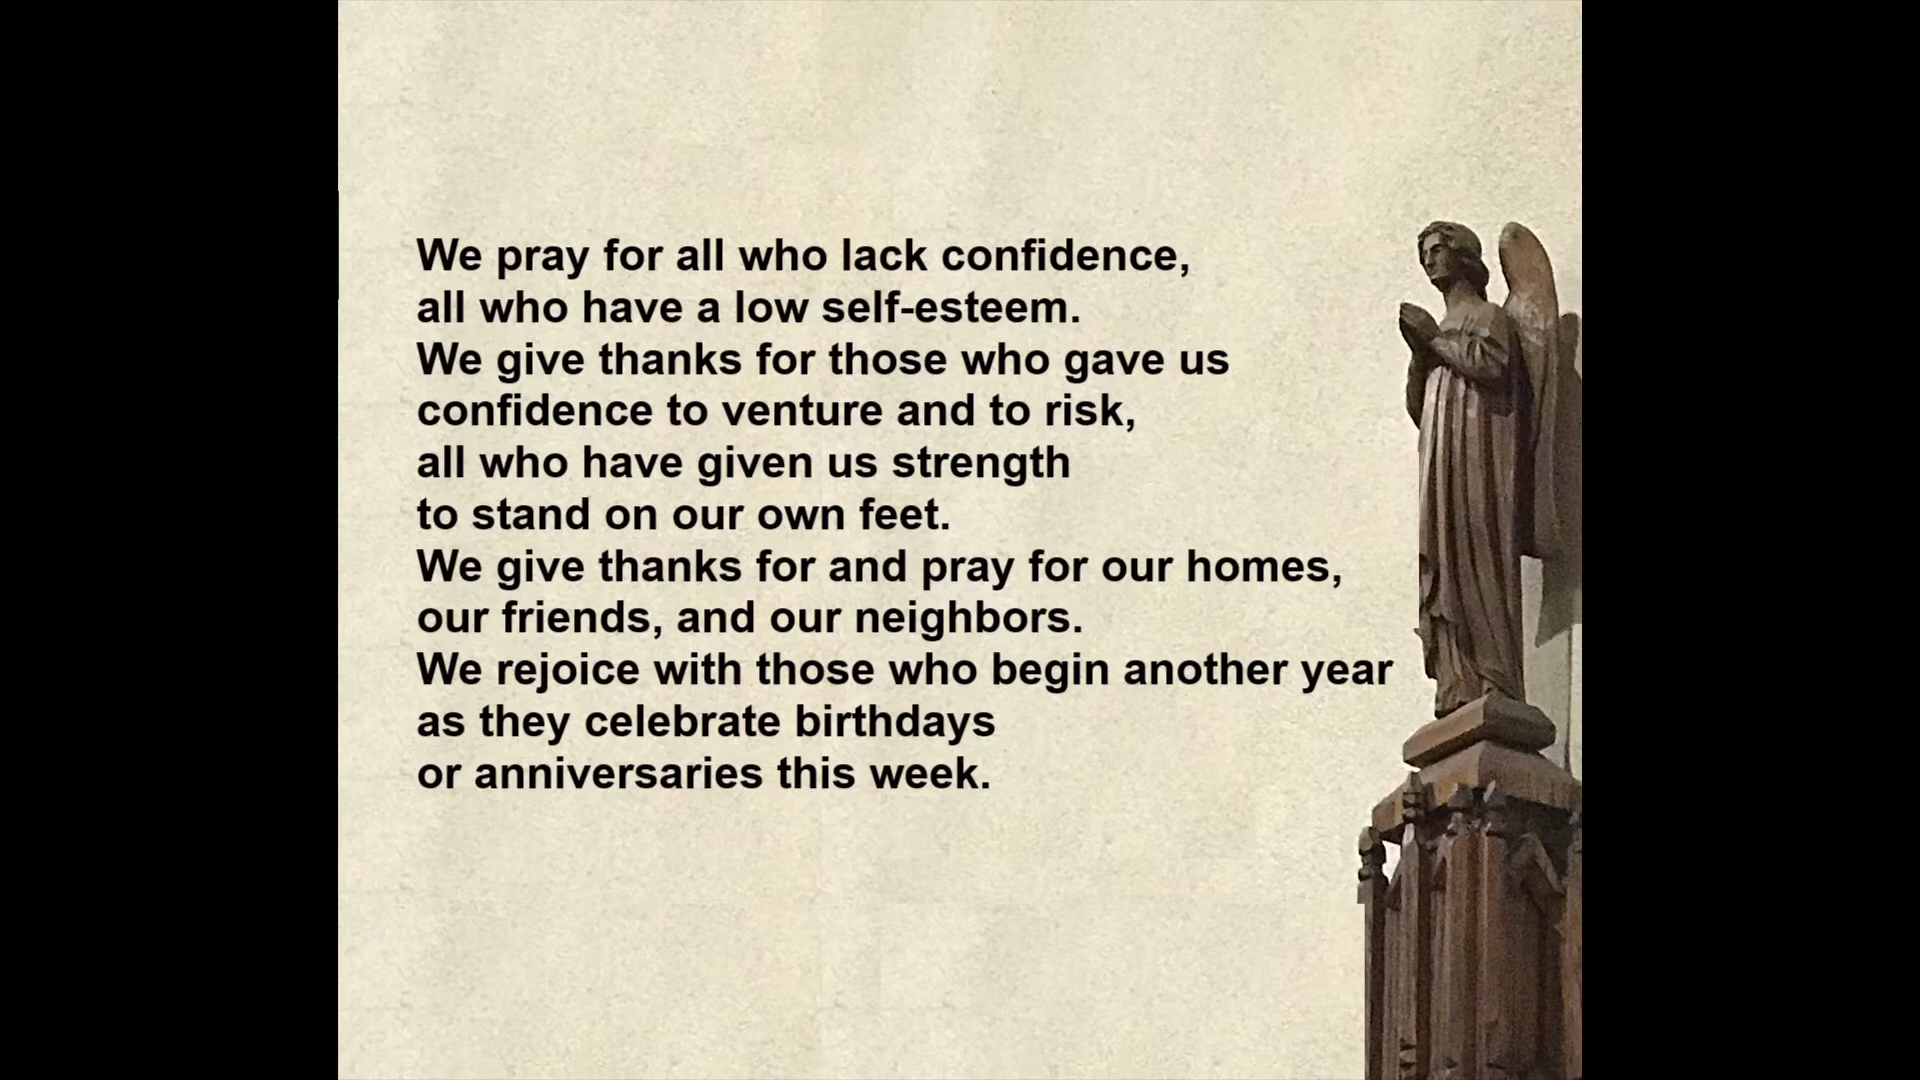 We pray for all who lack confidence,
all who have a low self-esteem.
We give thanks for those who gave us
confidence to venture and to risk,
all who have given us strength
to stand on our own feet.
We give thanks for and pray for our homes,
our friends, and our neighbors.
We rejoice with those who begin another year
as they celebrate birthdays
or anniversaries this week.